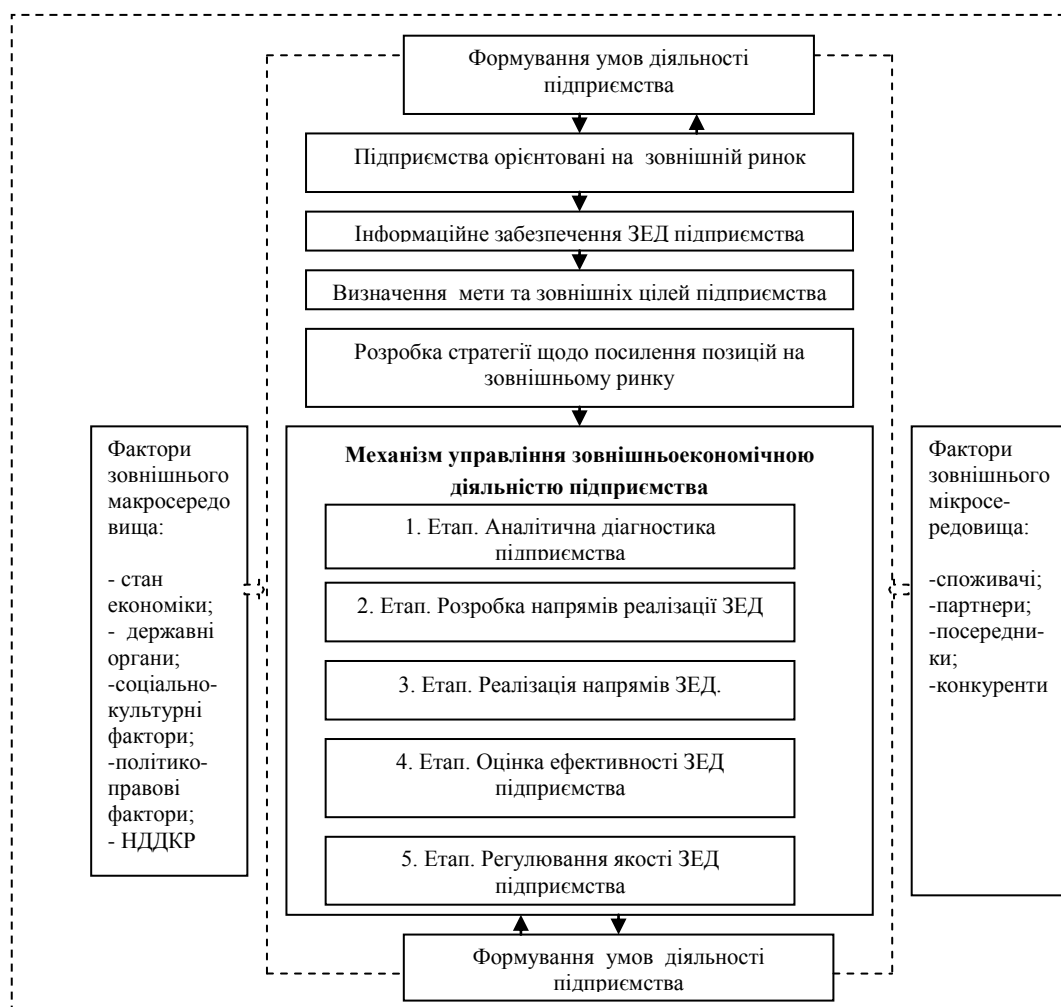 Формування умов діяльності
підприємства
Підприємства орієнтовані на зовнішній ринок
Інформаційне забезпечення ЗЕД підприємства
Визначення мети та зовнішніх цілей підприємства
Розробка стратегії щодо посилення позицій на
зовнішньому ринку
Фактори
зовнішнього
макросередо
вища:
- стан
економіки;
- державні
органи;
-соціально-
культурні
фактори;
-політико-
правові
фактори;
- НДДКР
Механізм управління зовнішньоекономічною
діяльністю підприємства
1. Етап. Аналітична діагностика
підприємства
2. Етап. Розробка напрямів реалізації ЗЕД
3. Етап. Реалізація напрямів ЗЕД.
4. Етап. Оцінка ефективності ЗЕД
підприємства
5. Етап. Регулювання якості ЗЕД
підприємства
Фактори
зовнішнього
мікросе-
редовища:
-споживачі;
-партнери;
-посередни-
ки;
-конкуренти
Формування умов діяльності
підприємства